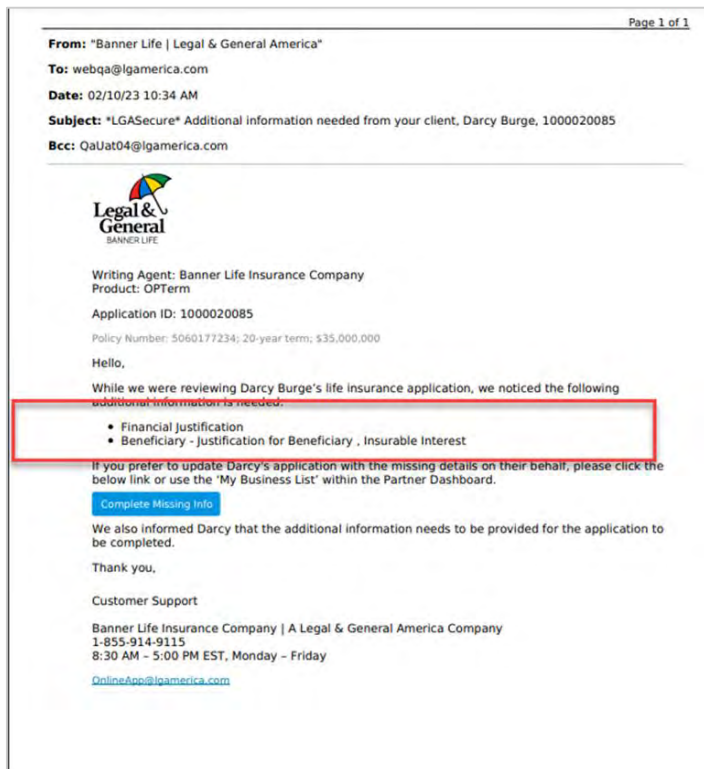 Page 1 of 1
From: "Banner Life | Legal & General America"
To: webqa@lgamerica.com
Date: 02/10/23 10:34 AM
Subject: *LGASecure* Additional information needed from your client, Darcy Burge, 1000020085
Bcc: QaUat04@lgamerica.com
Legal &
General
BANNER LIFE
Writing Agent: Banner Life Insurance Company
Product: OPTerm
Application ID: 1000020085
Policy Number: 5060177234; 20-year term; $35,000,000
Hello,
While we were reviewing Darcy Burge's life insurance application, we noticed the following
additional information is needed:
• Financial Justification
• Beneficiary - Justification for Beneficiary , Insurable Interest
If you prefer to update Darcy's application with the missing details on their behalf, please click the
below link or use the 'My Business List' within the Partner Dashboard.
Complete Missing Info
We also informed Darcy that the additional information needs to be provided for the application to
be completed.
Thank you,
Customer Support
Banner Life Insurance Company | A Legal & General America Company
1-855-914-9115
8:30 AM – 5:00 PM EST, Monday – Friday
OnlineApp@lgamerica.com